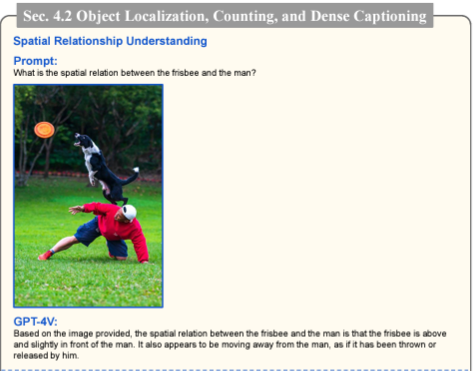 Sec. 4.2 Object Localization, Counting, and Dense Captioning
Spatial Relationship Understanding
Prompt:
What is the spatial relation between the frisbee and the man?
GPT-4V:
Based on the image provided, the spatial relation between the frisbee and the man is that the frisbee is above
and slightly in front of the man. It also appears to be moving away from the man, as if it has been thrown or
released by him.